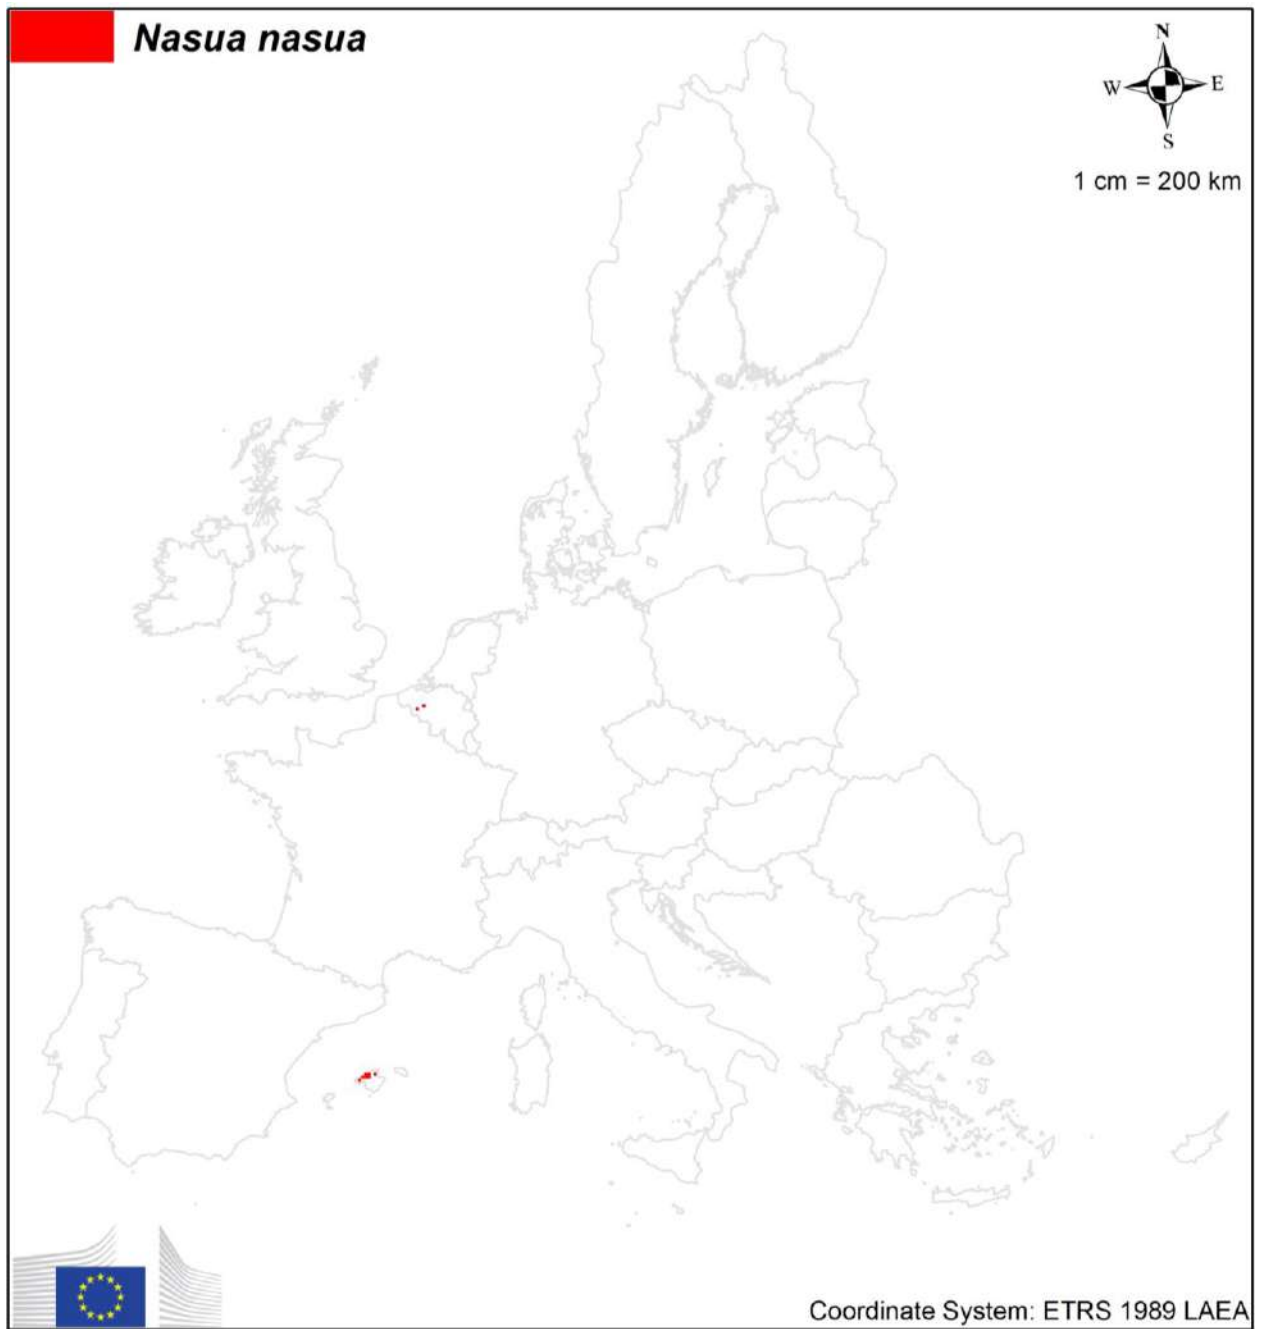 Nasua nasua
N
W E
S
1 cm = 200 km
Coordinate System: ETRS 1989 LAEA